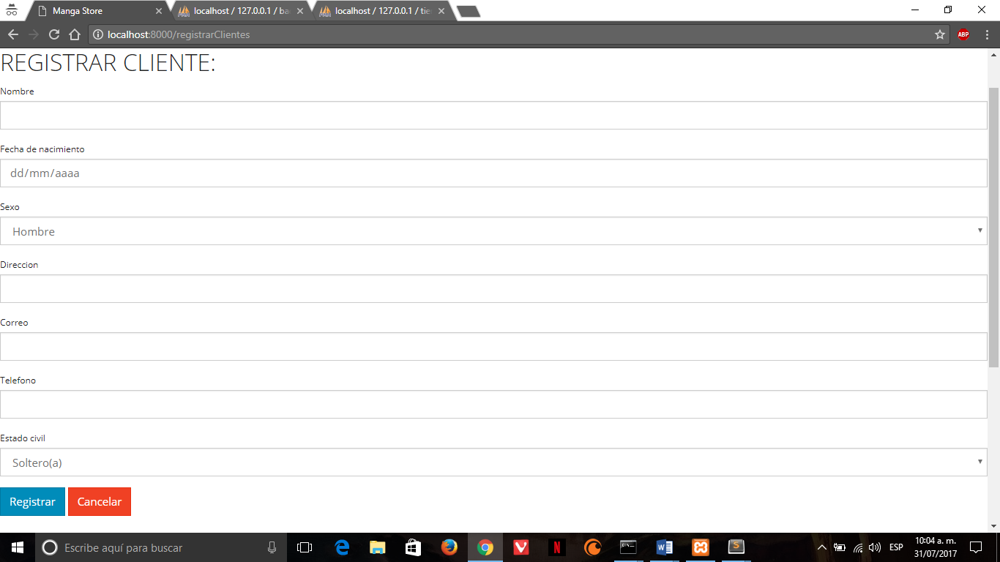 Manga Store
localhost / 127.0.0.1 / ba
localhost / 127.0.0.1 / tie
localhost:8000/registrarClientes
ABP
REGISTRAR CLIENTE:
Nombre
Fecha de nacimiento
dd/mm/aaaa
Sexo
Hombre
Direccion
Correo
Telefono
Estado civil
Soltero(a)
Registrar
Cancelar
Escribe aquí para buscar
ESP
10:04 a. m.
31/07/2017